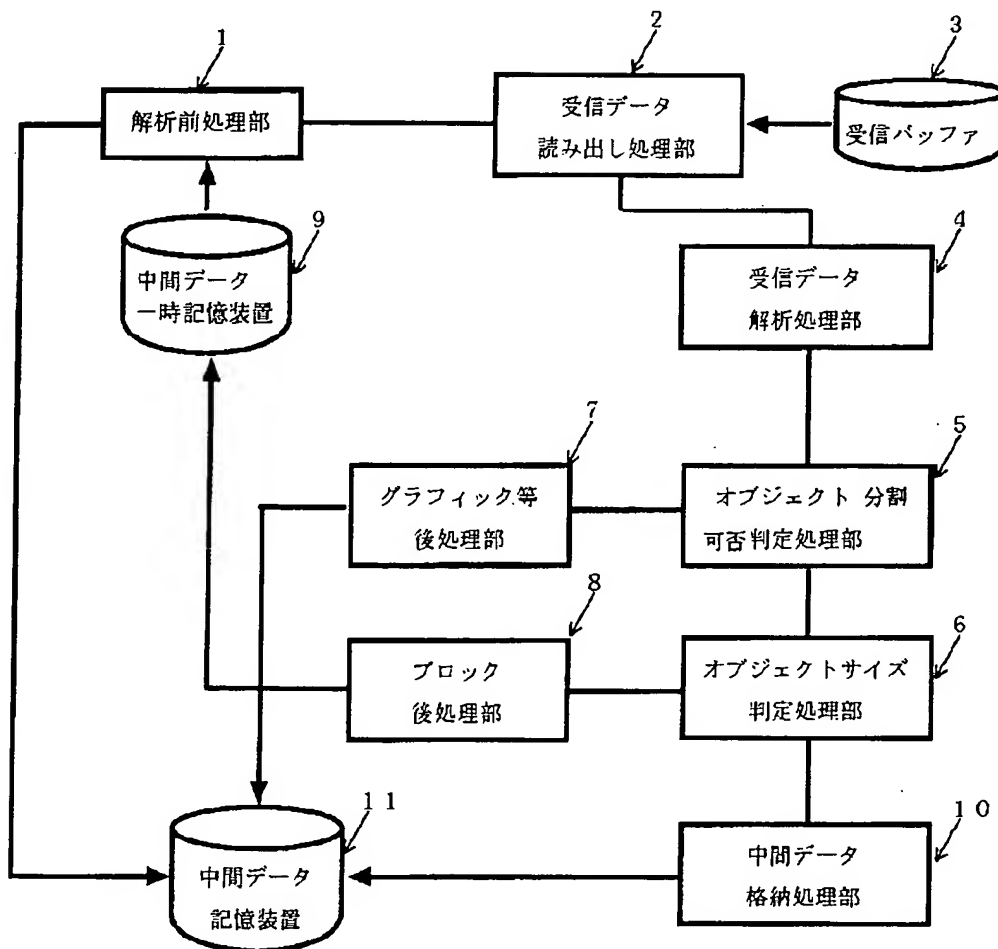 1
解析前処理部
2
受信データ
読み出し処理部
3
受信バッファ
9
中間データ
一時記憶装置
4
受信データ
解析処理部
7
グラフィック等
後処理部
5
オブジェクト 分割
可否判定処理部
8
ブロック
後処理部
6
オブジェクトサイズ
判定処理部
11
中間データ
記憶装置
10
中間データ
格納処理部